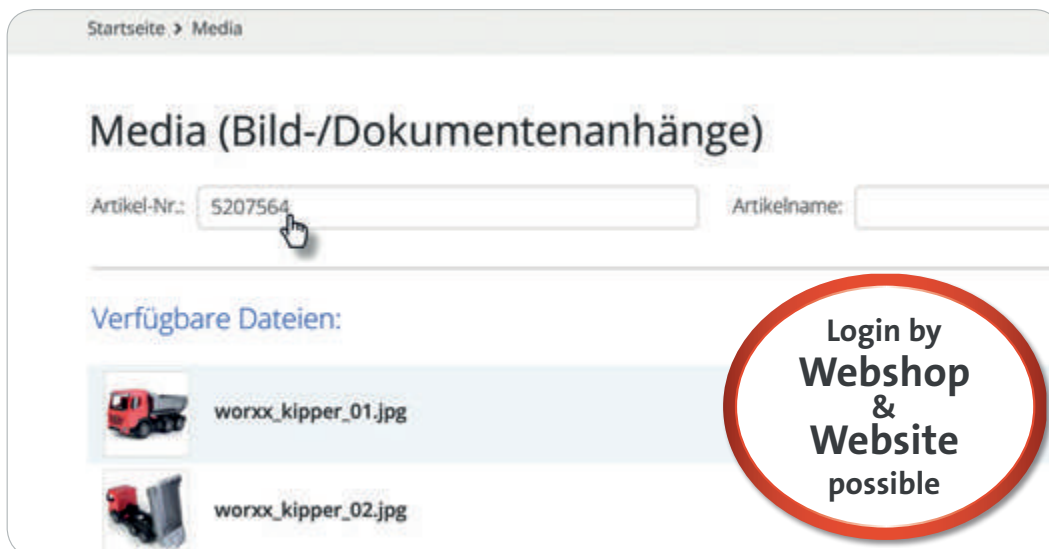 Startseite > Media
Media (Bild-/Dokumentenanhänge)
Artikel-Nr.: 5207564 Artikelname:
Verfügbare Dateien:
worxx_kipper_01.jpg
worxx_kipper_02.jpg
Login by
Webshop
&
Website
possible